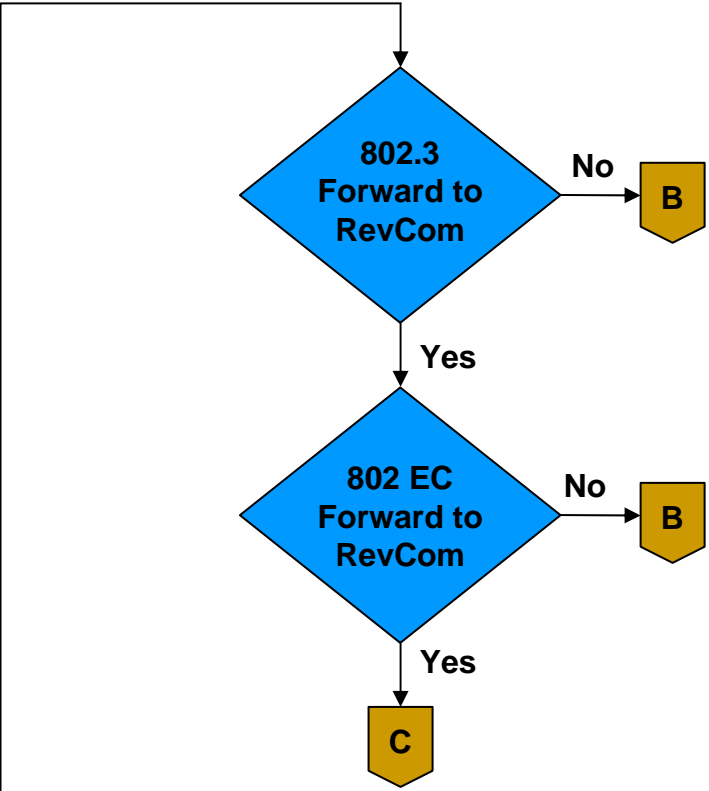 802.3
Forward to
RevCom
No
B
Yes
802 EC
Forward to
RevCom
No
B
Yes
C